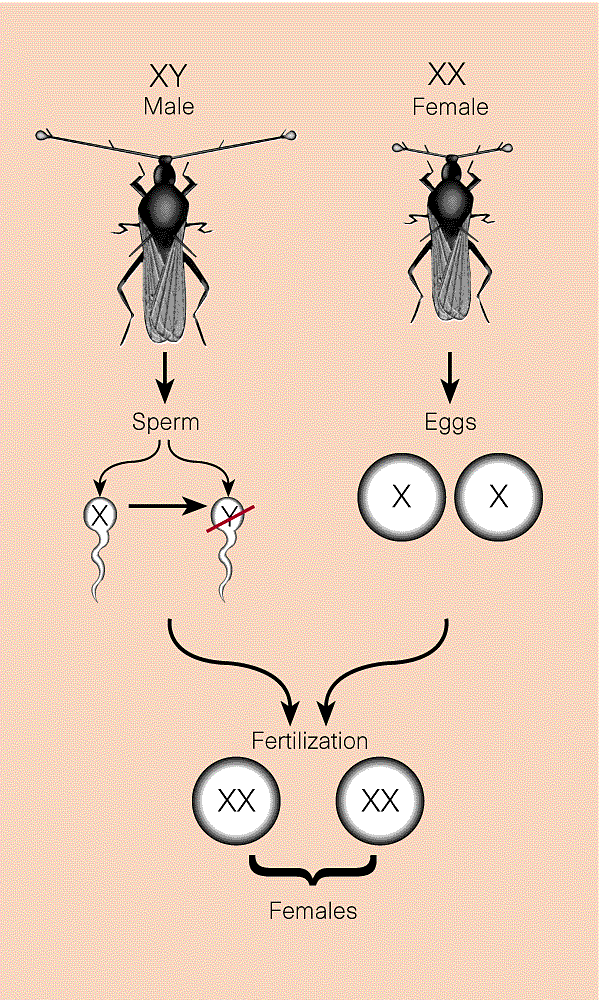 XY
Male
XX
Female
Sperm
Eggs
X
Y
X
X
Fertilization
XX
XX
Females